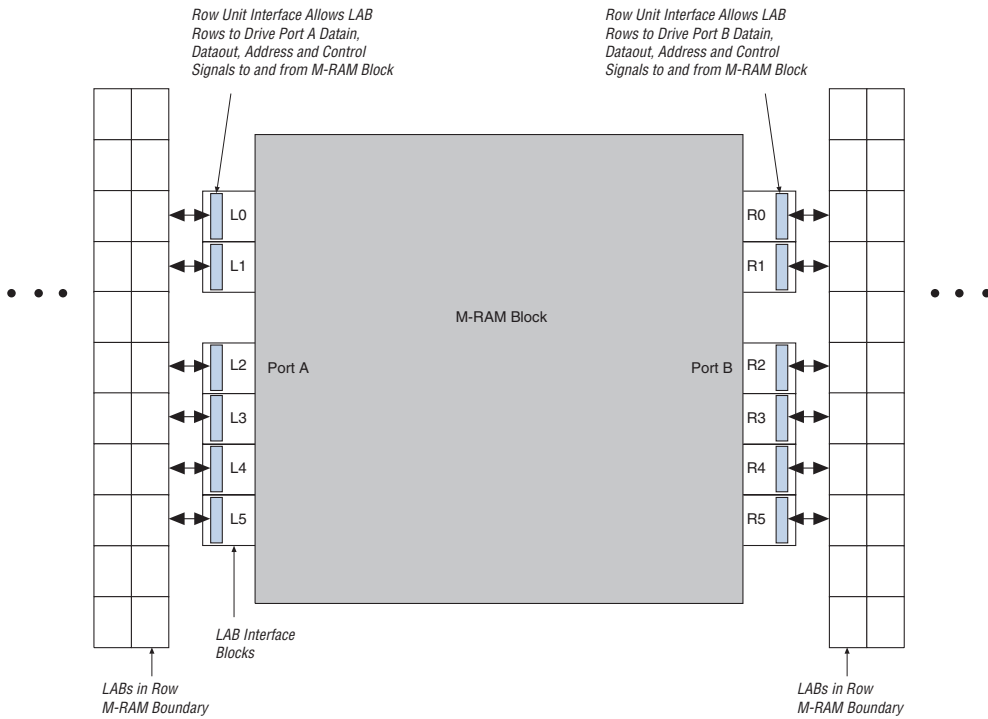 Row Unit Interface Allows LAB
Rows to Drive Port A Datain,
Dataout, Address and Control
Signals to and from M-RAM Block
Row Unit Interface Allows LAB
Rows to Drive Port B Datain,
Dataout, Address and Control
Signals to and from M-RAM Block
L0
R0
L1
R1
M-RAM Block
L2
Port A
Port B
R2
L3
R3
L4
R4
L5
R5
LAB Interface
Blocks
LABs in Row
M-RAM Boundary
LABs in Row
M-RAM Boundary